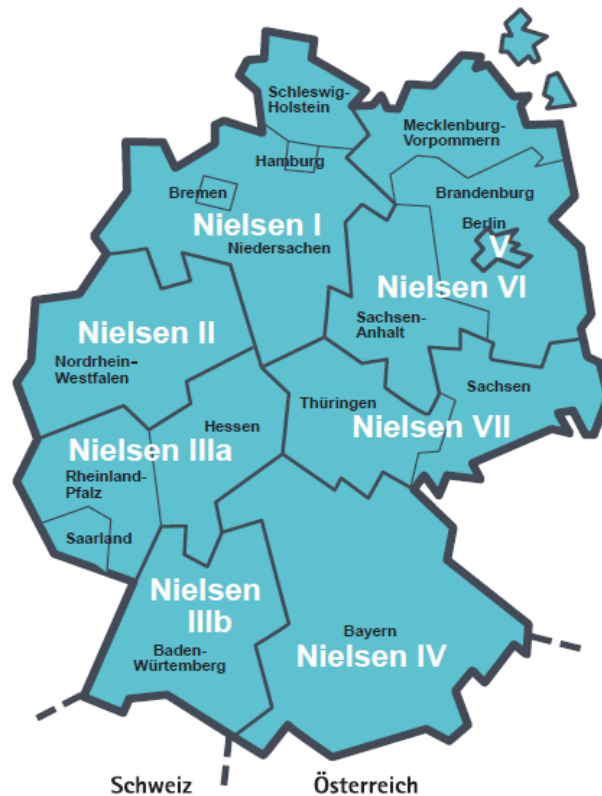 Schleswig-
Holstein
Mecklenburg-
Vorpommern
Hamburg
Bremen
Brandenburg
Berlin
Nielsen I
V
Niedersachen
Nielsen VI
Nielsen II
Sachsen-
Anhalt
Nordrhein-
Westfalen
Sachsen
Thüringen
Hessen
Nielsen VII
Nielsen IIIa
Rheinland-
Pfalz
Saarland
Nielsen
IIIb
Bayern
Nielsen IV
Baden-
Würtemberg
Schweiz
Österreich